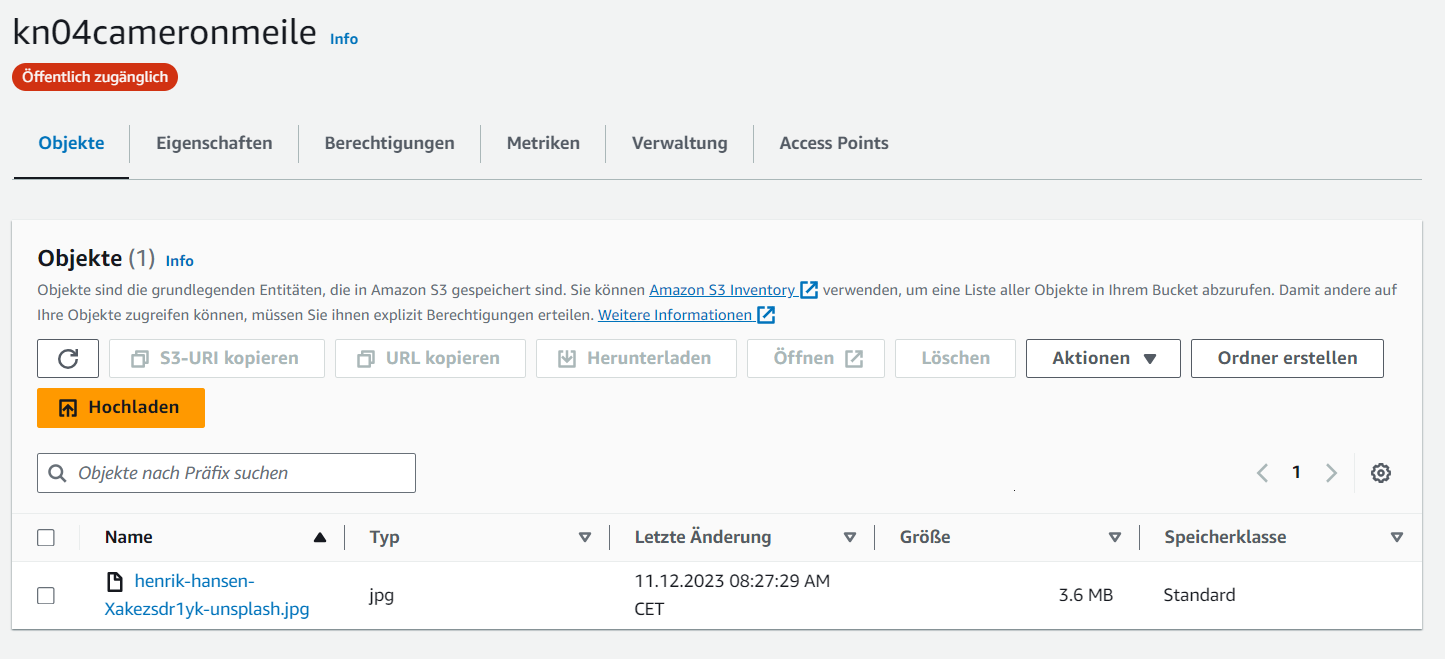 kn04cameronmeile Info
Öffentlich zugänglich
Objekte Eigenschaften Berechtigungen Metriken Verwaltung Access Points
Objekte (1) Info
Objekte sind die grundlegenden Entitäten, die in Amazon S3 gespeichert sind. Sie können Amazon S3 Inventory verwenden, um eine Liste aller Objekte in Ihrem Bucket abzurufen. Damit andere auf
Ihre Objekte zugreifen können, müssen Sie ihnen explizit Berechtigungen erteilen. Weitere Informationen
S3-URI kopieren URL kopieren Herunterladen Öffnen Löschen Aktionen Ordner erstellen
Hochladen
Objekte nach Präfix suchen 1
Name Typ Letzte Änderung Größe Speicherklasse
henrik-hansen- 11.12.2023 08:27:29 AM
jpg 3.6 MB Standard
Xakezsdr1yk-unsplash.jpg CET